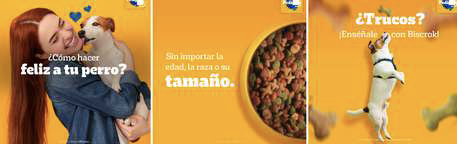 ¿Cómo hacer
feliz a tu perro?
Sin importar la
edad, la raza o su
tamaño.
¿Trucos?
¡Enséñale con Biscrok!